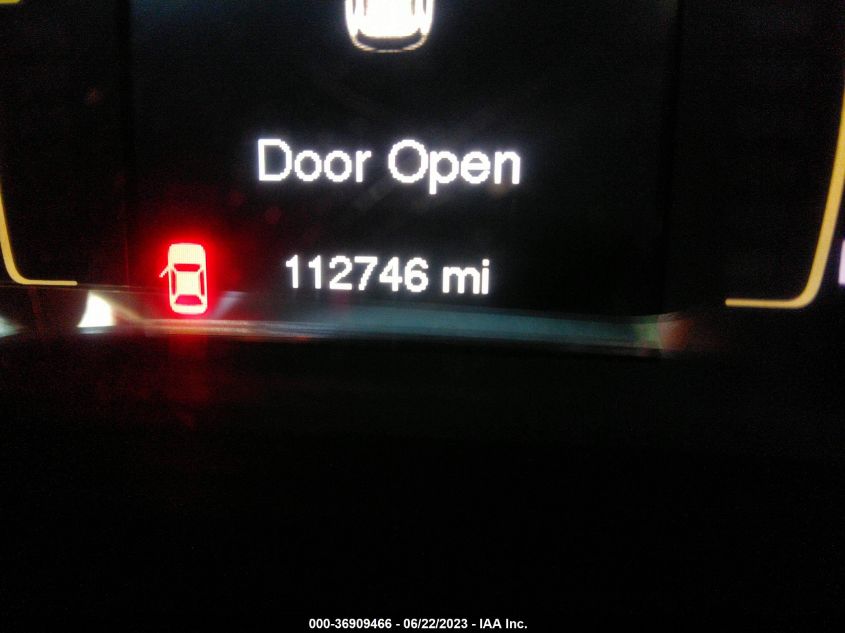 Door Open
112746 mi
000-36909466 - 06/22/2023 - IAA Inc.